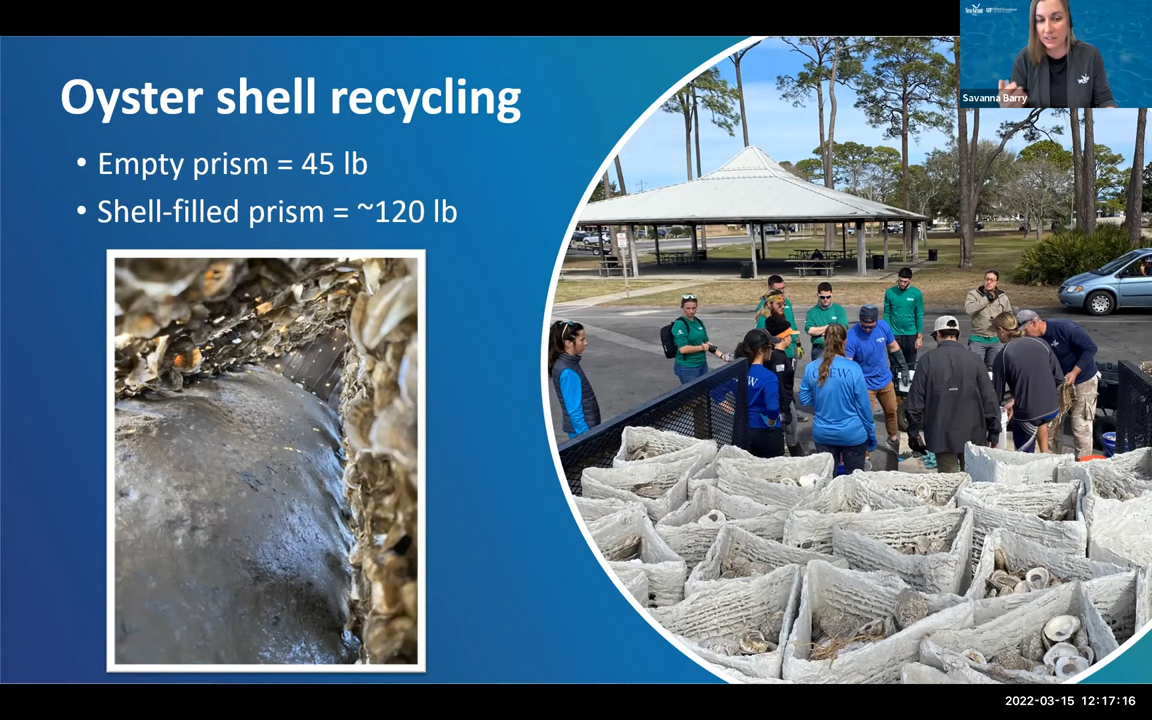 Oyster shell recycling
• Empty prism = 45 lb
• Shell-filled prism = ~120 lb
Savanna Barry
2022-03-15 12:17:16